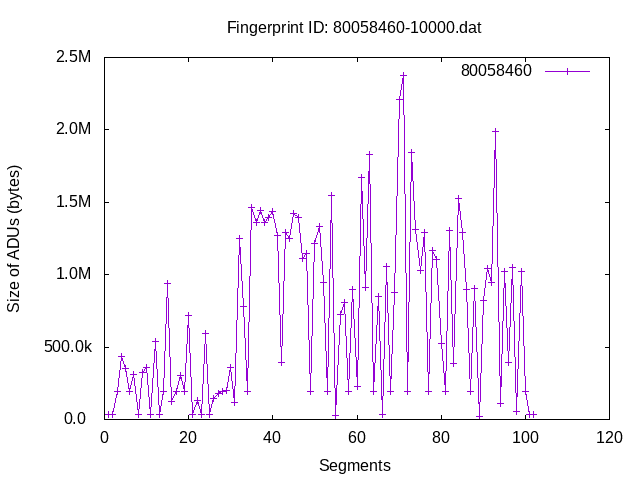 Fingerprint ID: 80058460-10000.dat
80058460
2.5M
2.0M
1.5M
1.0M
500.0k
0.0
Size of ADUs (bytes)
0 20 40 60 80 100 120
Segments